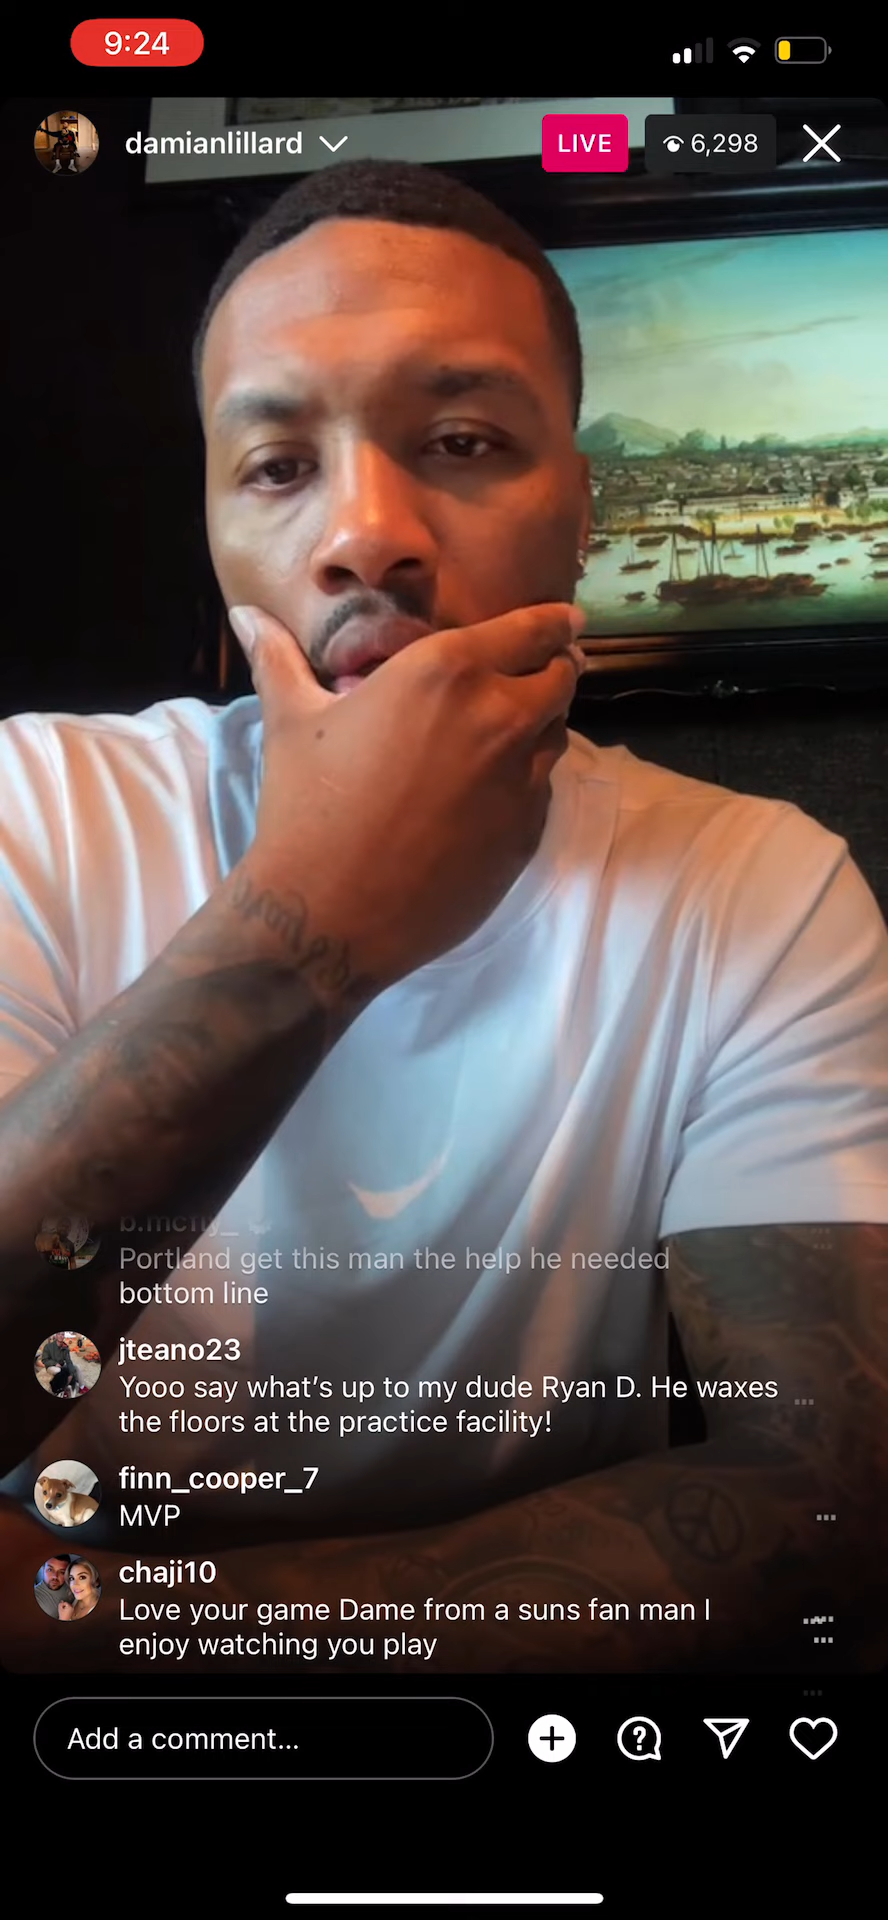 9:24
damianlillard
LIVE
6,298
b.mcfly_
Portland get this man the help he needed
bottom line
jteano23
Yooo say what's up to my dude Ryan D. He waxes
the floors at the practice facility!
finn_cooper_7
MVP
chaji10
Love your game Dame from a suns fan man I
enjoy watching you play
Add a comment...